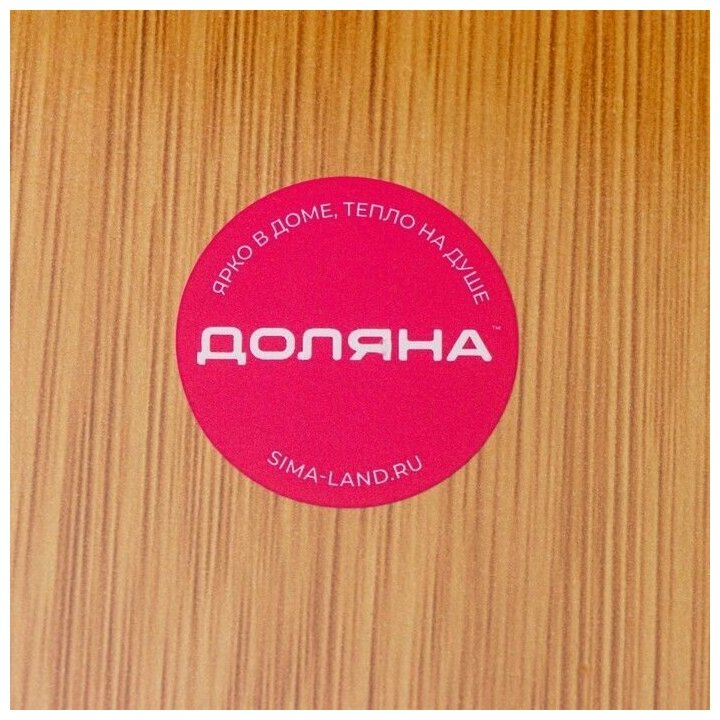 ЯРКО В ДОМЕ, ТЕПЛО НА ДУШЕ
ДОЛЯНА™
SIMA-LAND.RU